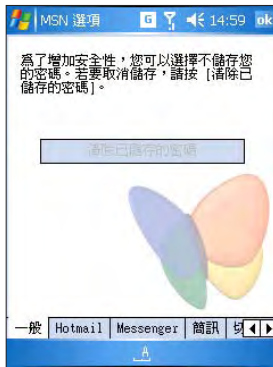 MSN 選項 G 14:59 ok
為了增加安全性，您可以選擇不儲存您
的密碼。若要取消儲存，請按 [清除已
儲存的密碼]。
清除已儲存的密碼
一般 Hotmail Messenger 簡訊 切